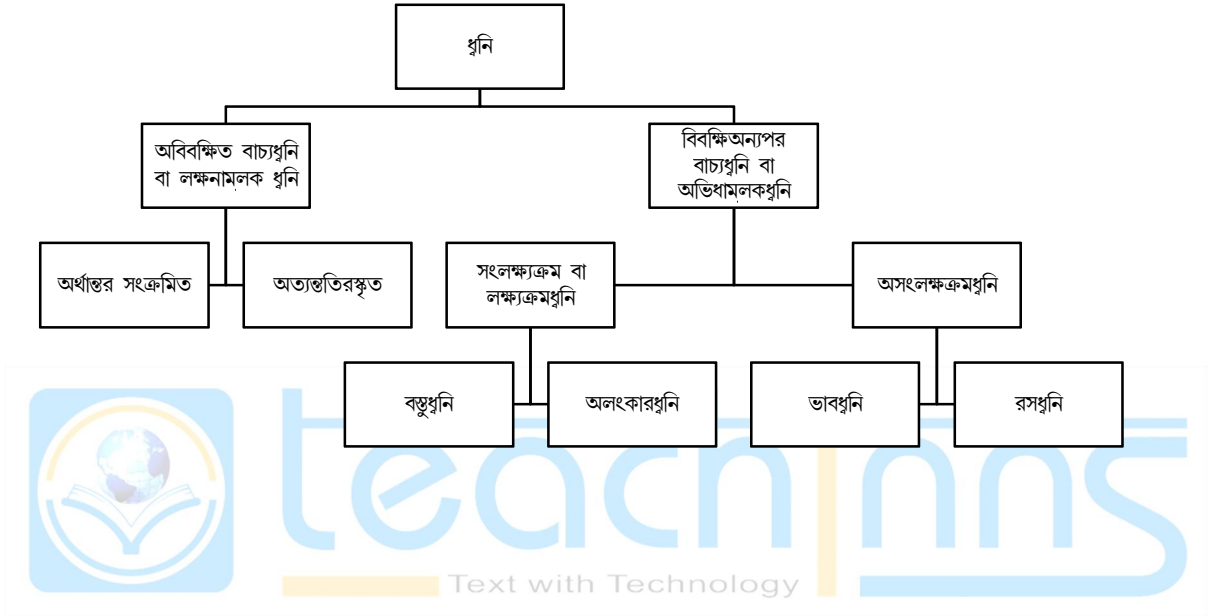 ধ্বনি
অবিবক্ষিত বাচ্যধ্বনি
বা লক্ষনামূলক ধ্বনি
বিবক্ষিঅন্যপর
বাচ্যধ্বনি বা
অভিধামূলকধ্বনি
অর্থান্তর সংক্রমিত
অত্যন্ততিরস্কৃত
সংলক্ষ্যক্রম বা
লক্ষ্যক্রমধ্বনি
অসংলক্ষক্রমধ্বনি
বস্তুধ্বনি
অলংকারধ্বনি
ভাবধ্বনি
রসধ্বনি
teachinns
Text with Technology